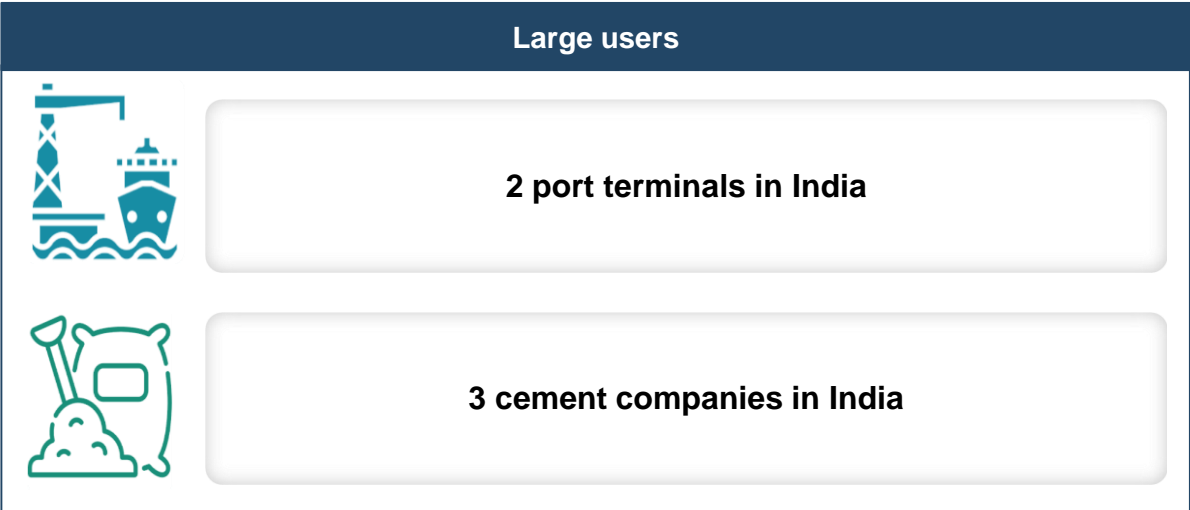 Large users
2 port terminals in India
3 cement companies in India